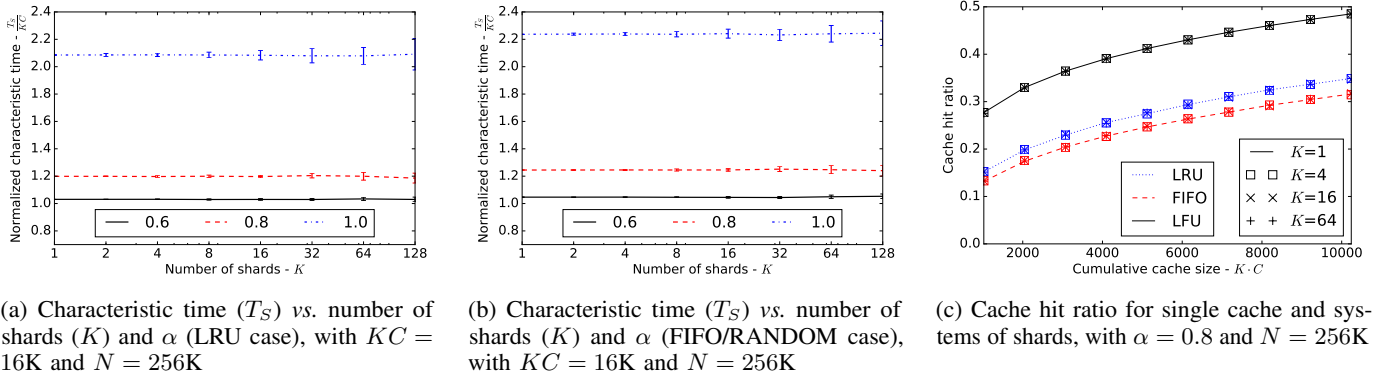 2.4
2.2
2.0
1.8
1.6
1.4
1.2
1.0
0.8
Normalized characteristic time - $\frac{T_S}{KC}$
0.6 0.8 1.0
1 2 4 8 16 32 64 128
Number of shards - K
(a) Characteristic time (T_S) vs. number of
shards (K) and α (LRU case), with KC =
16K and N = 256K
2.4
2.2
2.0
1.8
1.6
1.4
1.2
1.0
0.8
Normalized characteristic time - $\frac{T_S}{KC}$
0.6 0.8 1.0
1 2 4 8 16 32 64 128
Number of shards - K
(b) Characteristic time (T_S) vs. number of
shards (K) and α (FIFO/RANDOM case),
with KC = 16K and N = 256K
0.5
0.4
0.3
0.2
0.1
0.0
Cache hit ratio
LRU
FIFO
LFU
K=1
K=4
K=16
K=64
2000 4000 6000 8000 10000
Cumulative cache size - K · C
(c) Cache hit ratio for single cache and sys-
tems of shards, with α = 0.8 and N = 256K